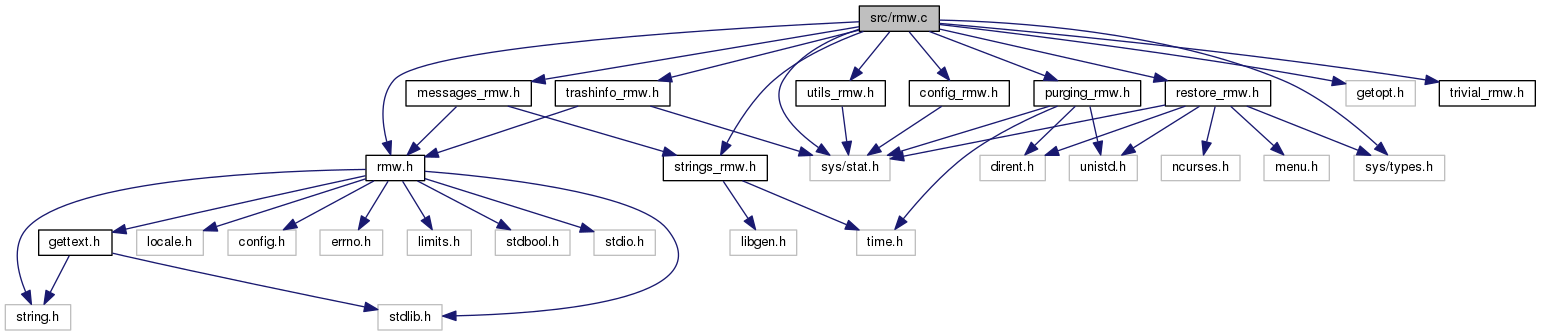 src/rmw.c
messages_rmw.h
trashinfo_rmw.h
utils_rmw.h
config_rmw.h
purging_rmw.h
restore_rmw.h
getopt.h
trivial_rmw.h
rmw.h
strings_rmw.h
sys/stat.h
dirent.h
unistd.h
ncurses.h
menu.h
sys/types.h
gettext.h
locale.h
config.h
errno.h
limits.h
stdbool.h
stdio.h
libgen.h
time.h
string.h
stdlib.h